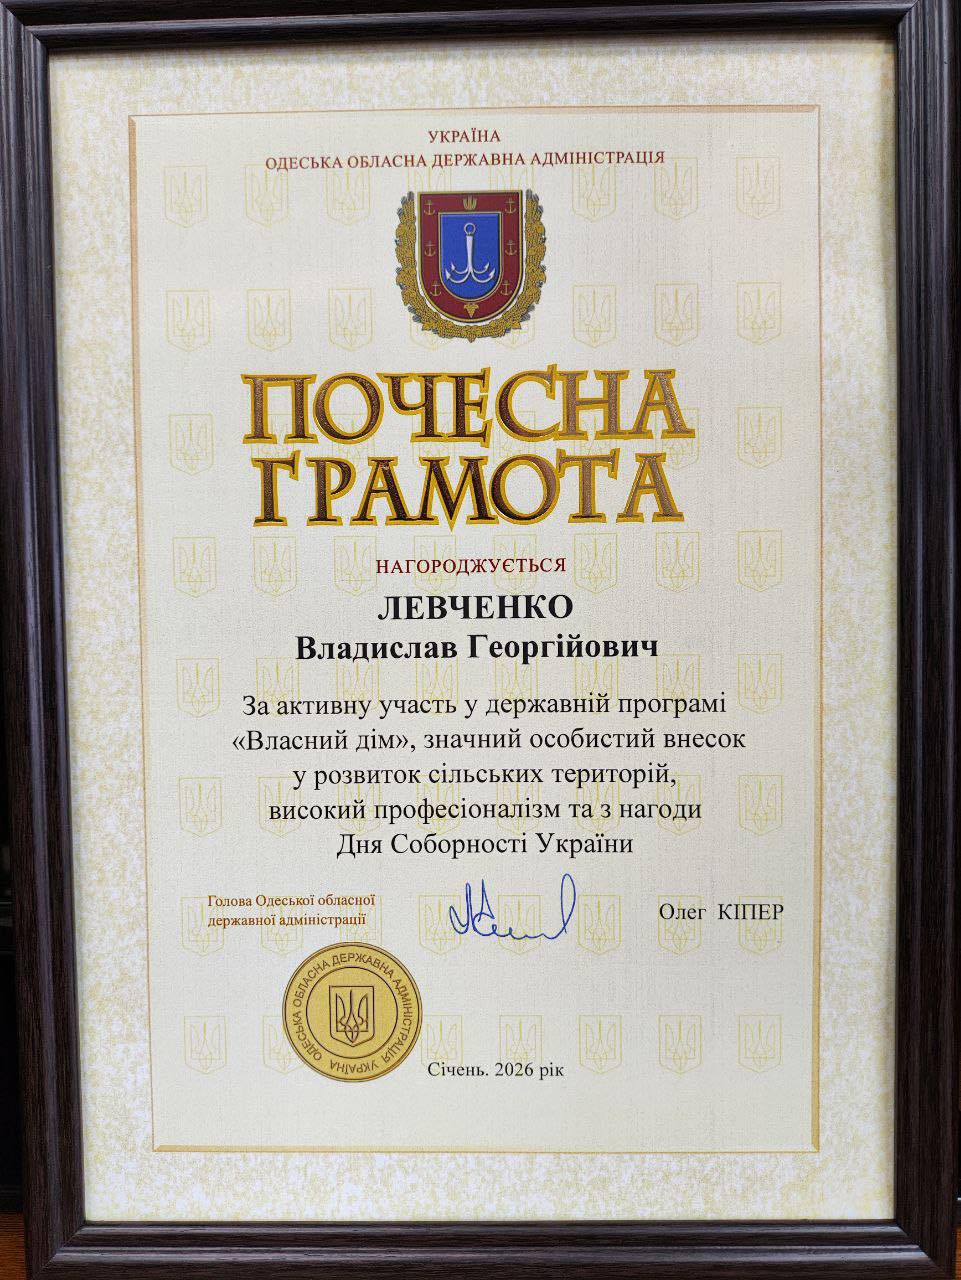 УКРАЇНА
ОДЕСЬКА ОБЛАСНА ДЕРЖАВНА АДМІНІСТРАЦІЯ
ПОЧЕСНА
ГРАМОТА
НАГОРОДЖУЄТЬСЯ
ЛЕВЧЕНКО
Владислав Георгійович
За активну участь у державній програмі
«Власний дім», значний особистий внесок
у розвиток сільських територій,
високий професіоналізм та з нагоди
Дня Соборності України
Голова Одеської обласної
державної адміністрації
Олег КІПЕР
ОДЕСЬКА ОБЛАСНА ДЕРЖАВНА АДМІНІСТРАЦІЯ УКРАЇНА
Січень. 2026 рік